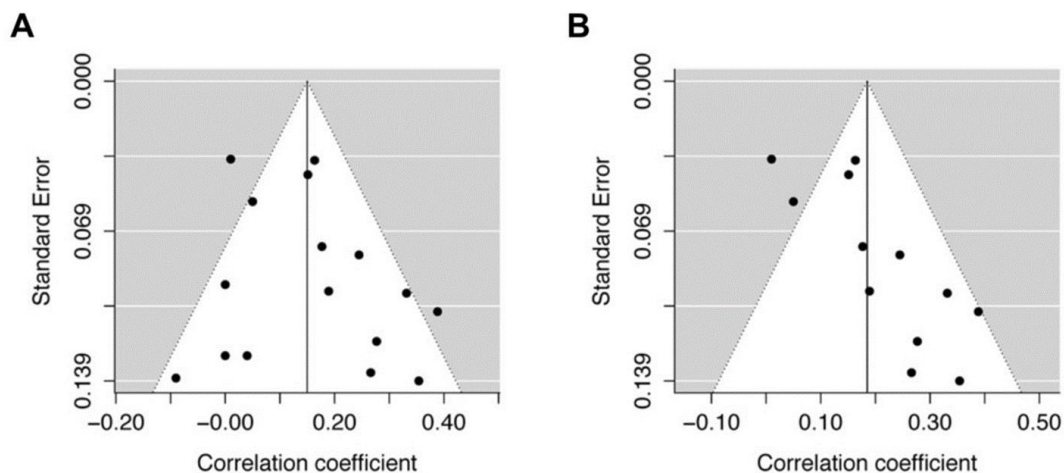 A
0.000
0.069
0.139
Standard Error
−0.20
−0.00
0.20
0.40
Correlation coefficient
B
0.000
0.069
0.139
Standard Error
−0.10
0.10
0.30
0.50
Correlation coefficient